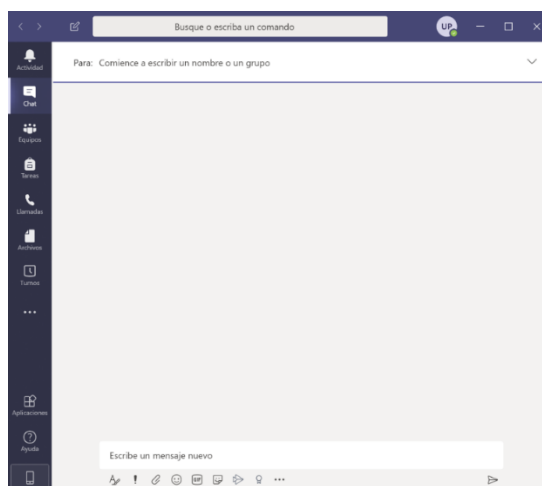 Busque o escriba un comando
UP
Actividad
Para: Comience a escribir un nombre o un grupo
Chat
Equipos
Tareas
Llamadas
Archivos
Turnos
Aplicaciones
Ayuda
Escribe un mensaje nuevo
GIF